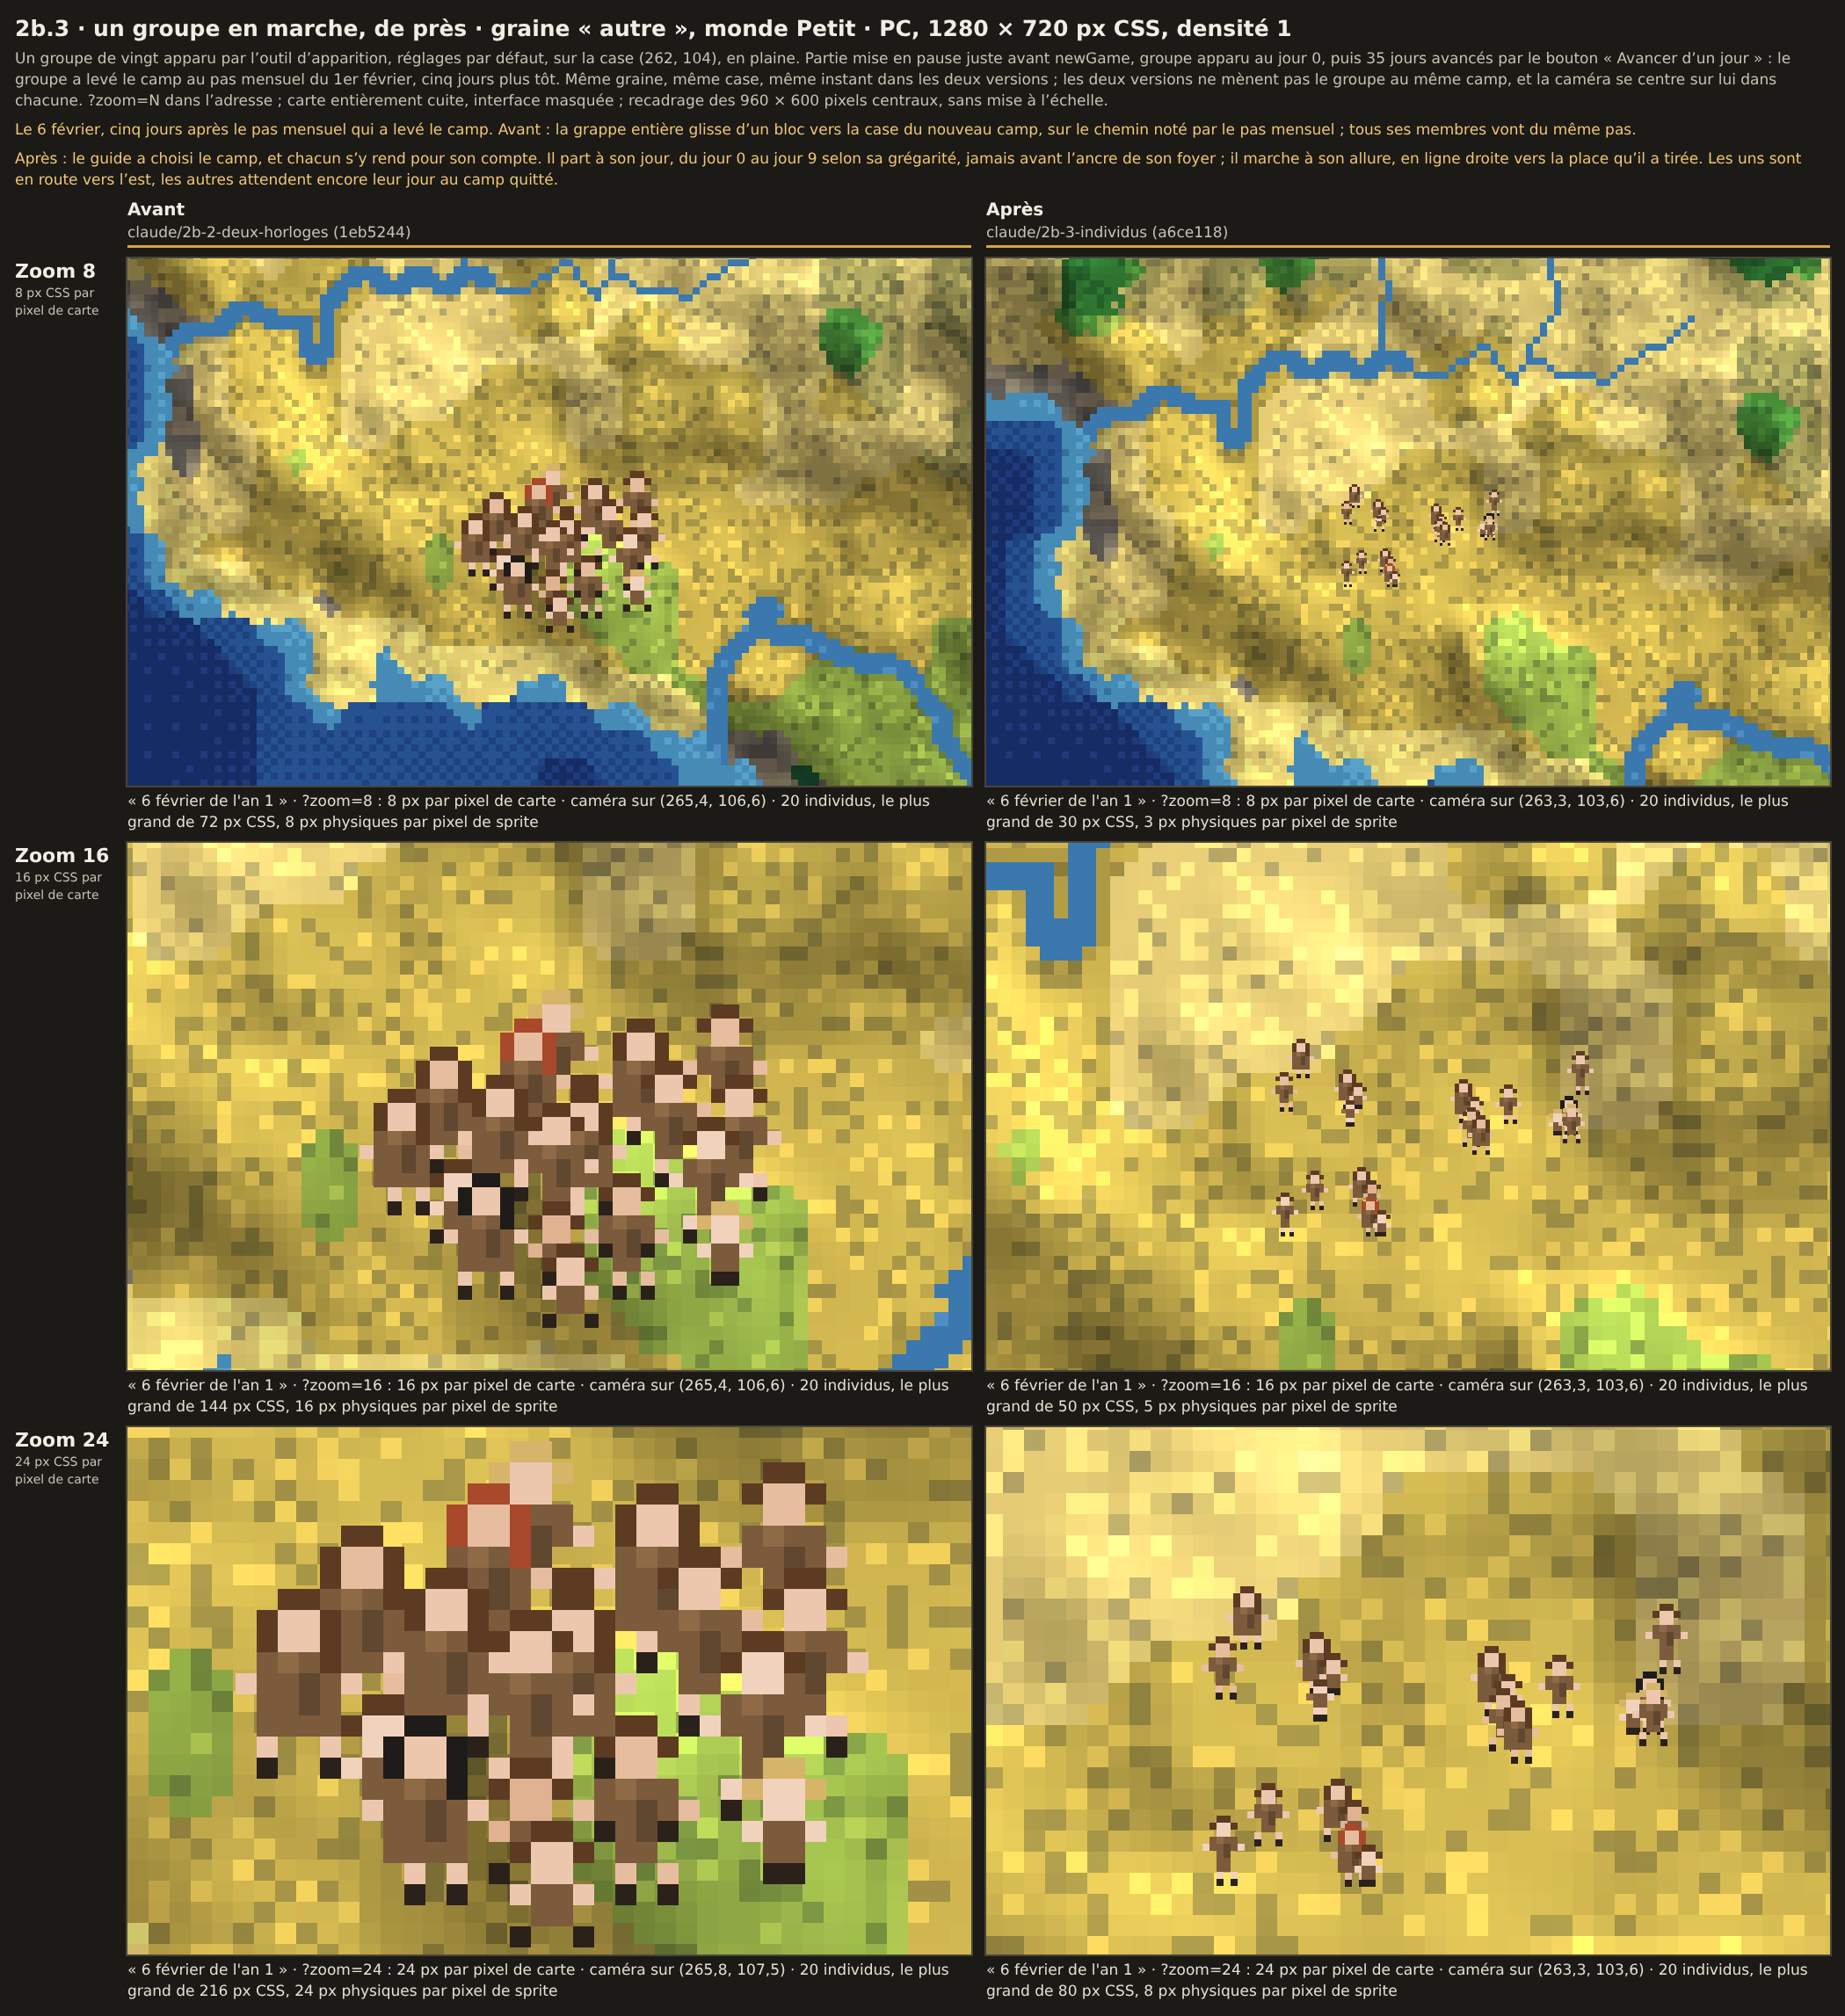 2b.3 · un groupe en marche, de près · graine « autre », monde Petit · PC, 1280 × 720 px CSS, densité 1
Un groupe de vingt apparu par l’outil d’apparition, réglages par défaut, sur la case (262, 104), en plaine. Partie mise en pause juste avant newGame, groupe apparu au jour 0, puis 35 jours avancés par le bouton « Avancer d’un jour » : le
groupe a levé le camp au pas mensuel du 1er février, cinq jours plus tôt. Même graine, même case, même instant dans les deux versions ; les deux versions ne mènent pas le groupe au même camp, et la caméra se centre sur lui dans
chacune. ?zoom=N dans l’adresse ; carte entièrement cuite, interface masquée ; recadrage des 960 × 600 pixels centraux, sans mise à l’échelle.
Le 6 février, cinq jours après le pas mensuel qui a levé le camp. Avant : la grappe entière glisse d’un bloc vers la case du nouveau camp, sur le chemin noté par le pas mensuel ; tous ses membres vont du même pas.
Après : le guide a choisi le camp, et chacun s’y rend pour son compte. Il part à son jour, du jour 0 au jour 9 selon sa grégarité, jamais avant l’ancre de son foyer ; il marche à son allure, en ligne droite vers la place qu’il a tirée. Les uns sont
en route vers l’est, les autres attendent encore leur jour au camp quitté.
Avant
claude/2b-2-deux-horloges (1eb5244)
Après
claude/2b-3-individus (a6ce118)
Zoom 8
8 px CSS par
pixel de carte
« 6 février de l'an 1 » · ?zoom=8 : 8 px par pixel de carte · caméra sur (265,4, 106,6) · 20 individus, le plus
grand de 72 px CSS, 8 px physiques par pixel de sprite
« 6 février de l'an 1 » · ?zoom=8 : 8 px par pixel de carte · caméra sur (263,3, 103,6) · 20 individus, le plus
grand de 30 px CSS, 3 px physiques par pixel de sprite
Zoom 16
16 px CSS par
pixel de carte
« 6 février de l'an 1 » · ?zoom=16 : 16 px par pixel de carte · caméra sur (265,4, 106,6) · 20 individus, le plus
grand de 144 px CSS, 16 px physiques par pixel de sprite
« 6 février de l'an 1 » · ?zoom=16 : 16 px par pixel de carte · caméra sur (263,3, 103,6) · 20 individus, le plus
grand de 50 px CSS, 5 px physiques par pixel de sprite
Zoom 24
24 px CSS par
pixel de carte
« 6 février de l'an 1 » · ?zoom=24 : 24 px par pixel de carte · caméra sur (265,8, 107,5) · 20 individus, le plus
grand de 216 px CSS, 24 px physiques par pixel de sprite
« 6 février de l'an 1 » · ?zoom=24 : 24 px par pixel de carte · caméra sur (263,3, 103,6) · 20 individus, le plus
grand de 80 px CSS, 8 px physiques par pixel de sprite